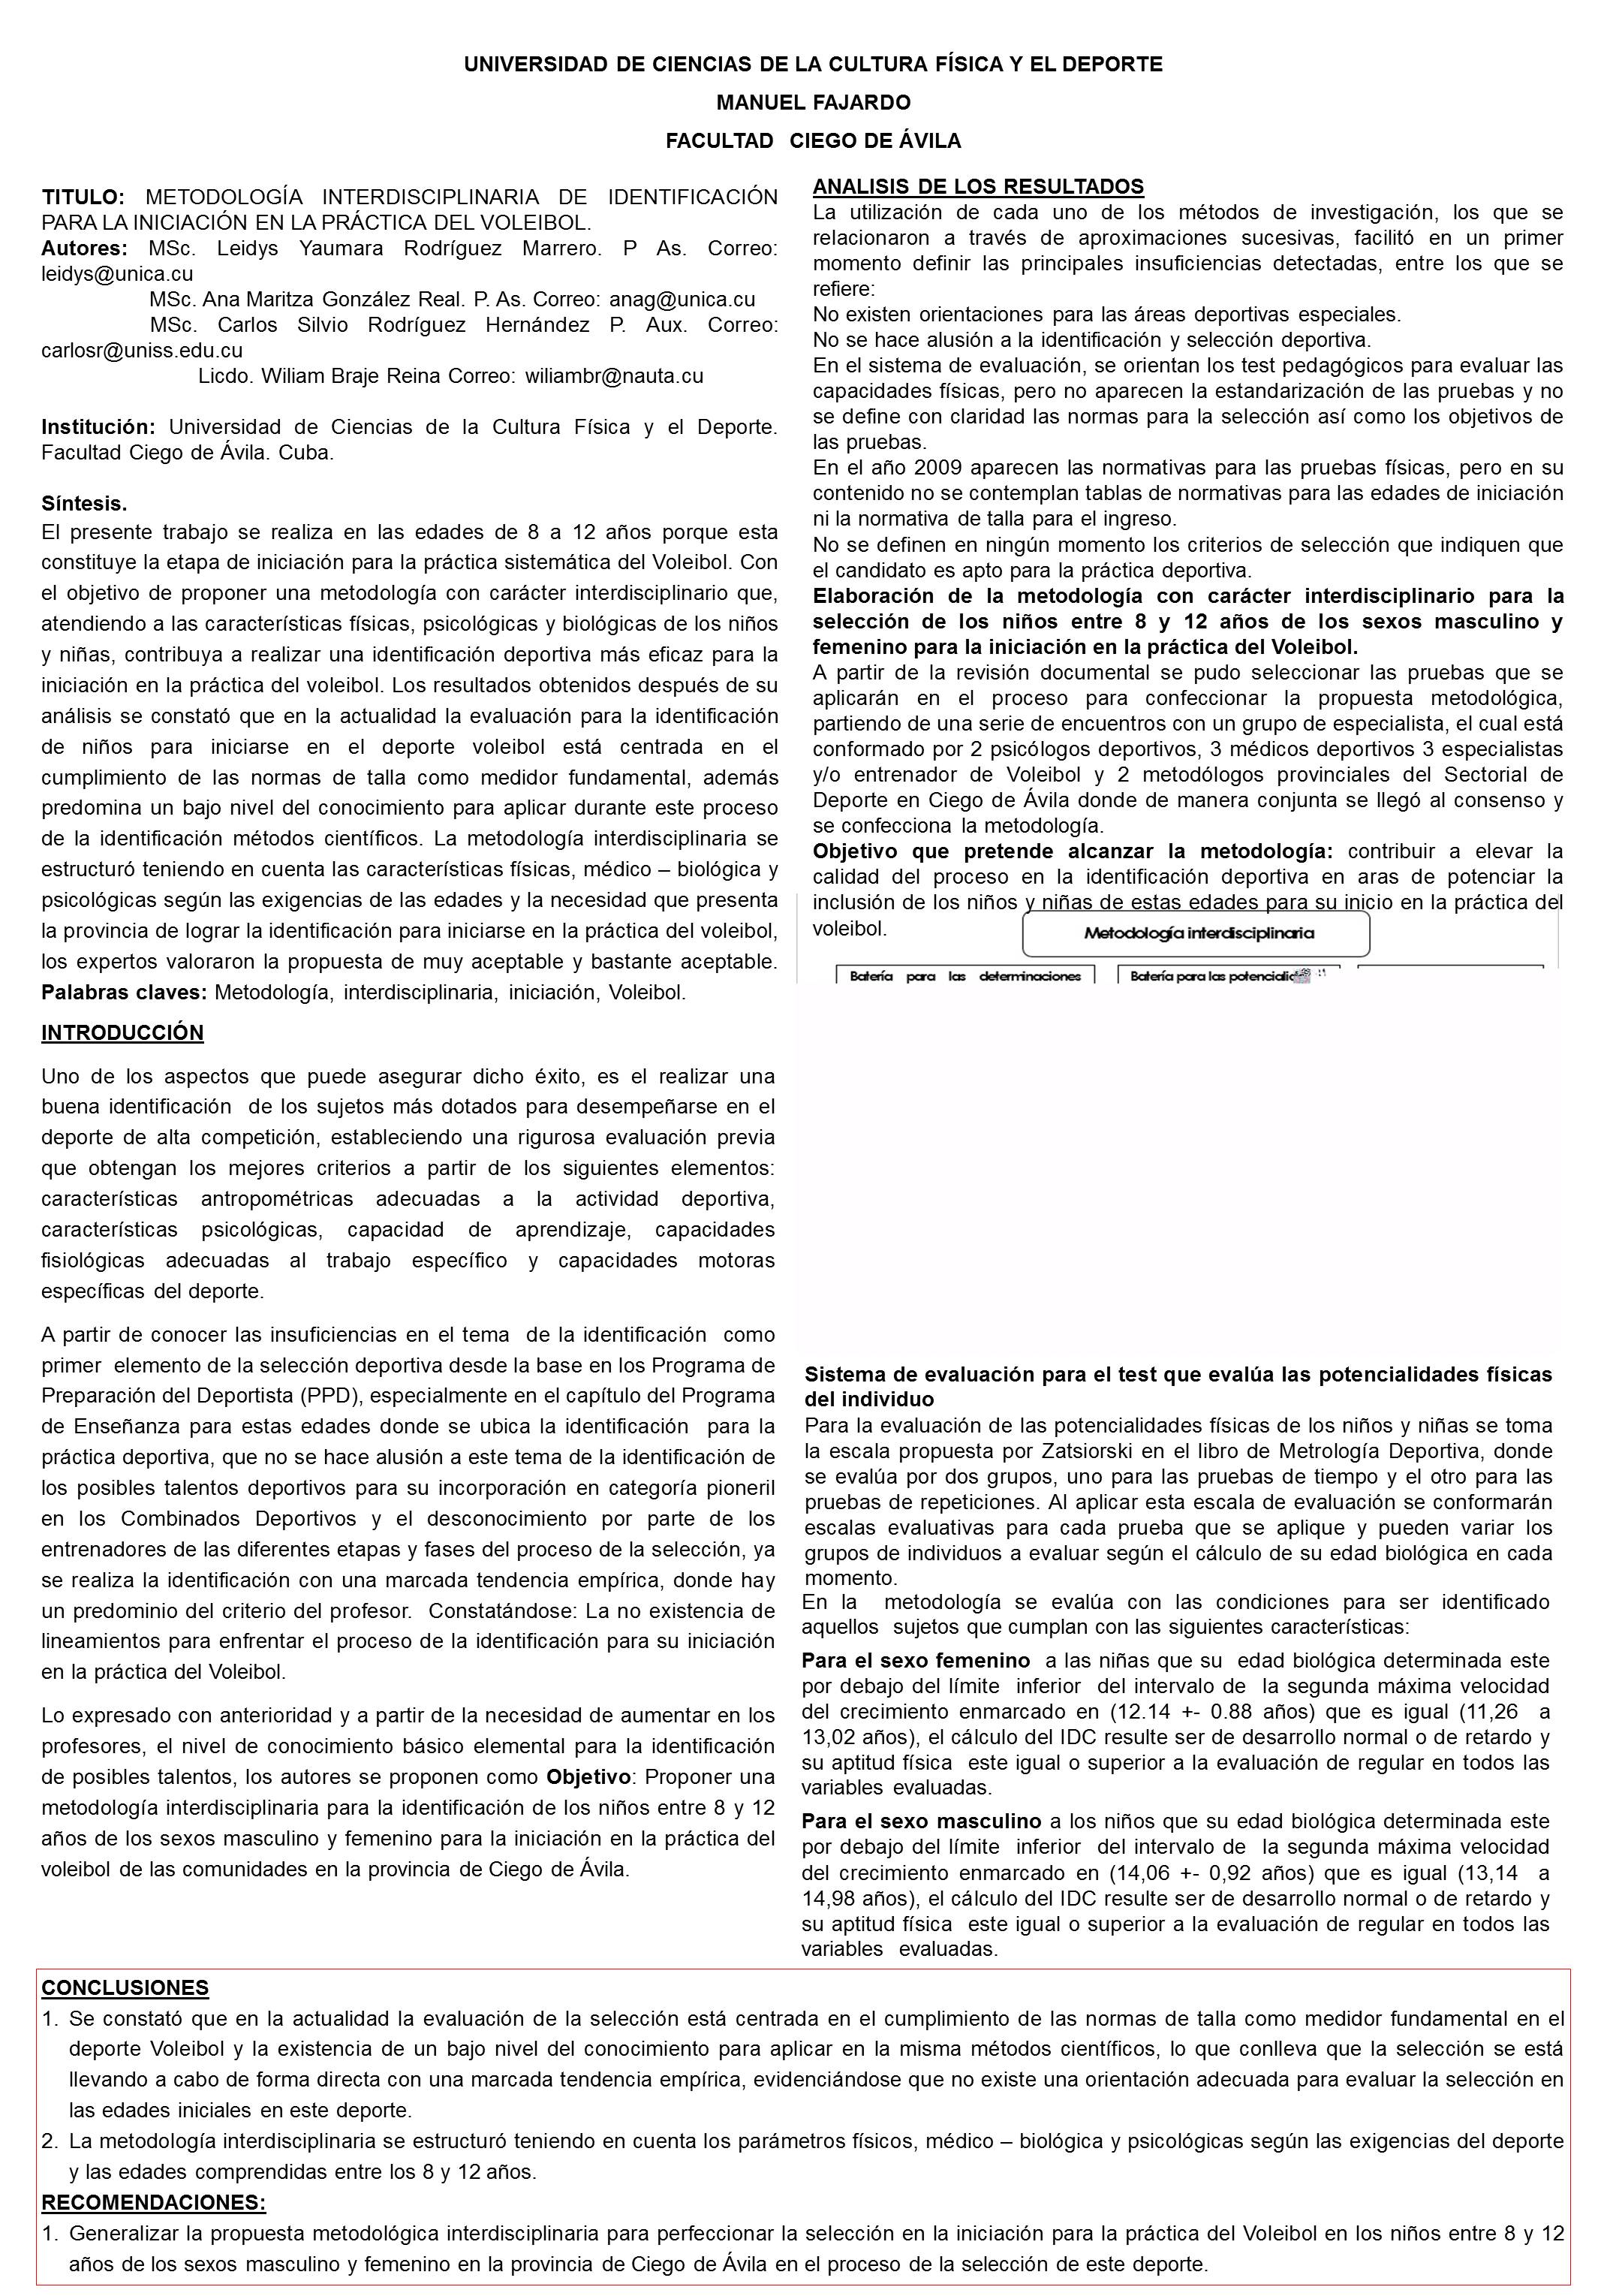 UNIVERSIDAD DE CIENCIAS DE LA CULTURA FÍSICA Y EL DEPORTE
MANUEL FAJARDO
FACULTAD CIEGO DE ÁVILA
TITULO: METODOLOGÍA INTERDISCIPLINARIA DE IDENTIFICACIÓN
PARA LA INICIACIÓN EN LA PRÁCTICA DEL VOLEIBOL.
Autores: MSc. Leidys Yaumara Rodríguez Marrero. P As. Correo:
leidys@unica.cu
MSc. Ana Maritza González Real. P. As. Correo: anag@unica.cu
MSc. Carlos Silvio Rodríguez Hernández P. Aux. Correo:
carlosr@uniss.edu.cu
Licdo. Wiliam Braje Reina Correo: wiliambr@nauta.cu
Institución: Universidad de Ciencias de la Cultura Física y el Deporte.
Facultad Ciego de Ávila. Cuba.
Síntesis.
El presente trabajo se realiza en las edades de 8 a 12 años porque esta
constituye la etapa de iniciación para la práctica sistemática del Voleibol. Con
el objetivo de proponer una metodología con carácter interdisciplinario que,
atendiendo a las características físicas, psicológicas y biológicas de los niños
y niñas, contribuya a realizar una identificación deportiva más eficaz para la
iniciación en la práctica del voleibol. Los resultados obtenidos después de su
análisis se constató que en la actualidad la evaluación para la identificación
de niños para iniciarse en el deporte voleibol está centrada en el
cumplimiento de las normas de talla como medidor fundamental, además
predomina un bajo nivel del conocimiento para aplicar durante este proceso
de la identificación métodos científicos. La metodología interdisciplinaria se
estructuró teniendo en cuenta las características físicas, médico – biológica y
psicológicas según las exigencias de las edades y la necesidad que presenta
la provincia de lograr la identificación para iniciarse en la práctica del voleibol,
los expertos valoraron la propuesta de muy aceptable y bastante aceptable.
Palabras claves: Metodología, interdisciplinaria, iniciación, Voleibol.
INTRODUCCIÓN
Uno de los aspectos que puede asegurar dicho éxito, es el realizar una
buena identificación de los sujetos más dotados para desempeñarse en el
deporte de alta competición, estableciendo una rigurosa evaluación previa
que obtengan los mejores criterios a partir de los siguientes elementos:
características antropométricas adecuadas a la actividad deportiva,
características psicológicas, capacidad de aprendizaje, capacidades
fisiológicas adecuadas al trabajo específico y capacidades motoras
específicas del deporte.
A partir de conocer las insuficiencias en el tema de la identificación como
primer elemento de la selección deportiva desde la base en los Programa de
Preparación del Deportista (PPD), especialmente en el capítulo del Programa
de Enseñanza para estas edades donde se ubica la identificación para la
práctica deportiva, que no se hace alusión a este tema de la identificación de
los posibles talentos deportivos para su incorporación en categoría pioneril
en los Combinados Deportivos y el desconocimiento por parte de los
entrenadores de las diferentes etapas y fases del proceso de la selección, ya
se realiza la identificación con una marcada tendencia empírica, donde hay
un predominio del criterio del profesor. Constatándose: La no existencia de
lineamientos para enfrentar el proceso de la identificación para su iniciación
en la práctica del Voleibol.
Lo expresado con anterioridad y a partir de la necesidad de aumentar en los
profesores, el nivel de conocimiento básico elemental para la identificación
de posibles talentos, los autores se proponen como Objetivo: Proponer una
metodología interdisciplinaria para la identificación de los niños entre 8 y 12
años de los sexos masculino y femenino para la iniciación en la práctica del
voleibol de las comunidades en la provincia de Ciego de Ávila.
ANALISIS DE LOS RESULTADOS
La utilización de cada uno de los métodos de investigación, los que se
relacionaron a través de aproximaciones sucesivas, facilitó en un primer
momento definir las principales insuficiencias detectadas, entre los que se
refiere:
No existen orientaciones para las áreas deportivas especiales.
No se hace alusión a la identificación y selección deportiva.
En el sistema de evaluación, se orientan los test pedagógicos para evaluar las
capacidades físicas, pero no aparecen la estandarización de las pruebas y no
se define con claridad las normas para la selección así como los objetivos de
las pruebas.
En el año 2009 aparecen las normativas para las pruebas físicas, pero en su
contenido no se contemplan tablas de normativas para las edades de iniciación
ni la normativa de talla para el ingreso.
No se definen en ningún momento los criterios de selección que indiquen que
el candidato es apto para la práctica deportiva.
Elaboración de la metodología con carácter interdisciplinario para la
selección de los niños entre 8 y 12 años de los sexos masculino y
femenino para la iniciación en la práctica del Voleibol.
A partir de la revisión documental se pudo seleccionar las pruebas que se
aplicarán en el proceso para confeccionar la propuesta metodológica,
partiendo de una serie de encuentros con un grupo de especialista, el cual está
conformado por 2 psicólogos deportivos, 3 médicos deportivos 3 especialistas
y/o entrenador de Voleibol y 2 metodólogos provinciales del Sectorial de
Deporte en Ciego de Ávila donde de manera conjunta se llegó al consenso y
se confecciona la metodología.
Objetivo que pretende alcanzar la metodología: contribuir a elevar la
calidad del proceso en la identificación deportiva en aras de potenciar la
inclusión de los niños y niñas de estas edades para su inicio en la práctica del
voleibol.
Metodología interdisciplinaria
Batería para las determinaciones
Batería para las
Sistema de evaluación para el test que evalúa las potencialidades físicas
del individuo
Para la evaluación de las potencialidades físicas de los niños y niñas se toma
la escala propuesta por Zatsiorski en el libro de Metrología Deportiva, donde
se evalúa por dos grupos, uno para las pruebas de tiempo y el otro para las
pruebas de repeticiones. Al aplicar esta escala de evaluación se conformarán
escalas evaluativas para cada prueba que se aplique y pueden variar los
grupos de individuos a evaluar según el cálculo de su edad biológica en cada
momento.
En la metodología se evalúa con las condiciones para ser identificado
aquellos sujetos que cumplan con las siguientes características:
Para el sexo femenino a las niñas que su edad biológica determinada este
por debajo del límite inferior del intervalo de la segunda máxima velocidad
del crecimiento enmarcado en (12.14 +- 0.88 años) que es igual (11,26 a
13,02 años), el cálculo del IDC resulte ser de desarrollo normal o de retardo y
su aptitud física este igual o superior a la evaluación de regular en todos las
variables evaluadas.
Para el sexo masculino a los niños que su edad biológica determinada este
por debajo del límite inferior del intervalo de la segunda máxima velocidad
del crecimiento enmarcado en (14,06 +- 0,92 años) que es igual (13,14 a
14,98 años), el cálculo del IDC resulte ser de desarrollo normal o de retardo y
su aptitud física este igual o superior a la evaluación de regular en todos las
variables evaluadas.
CONCLUSIONES
1. Se constató que en la actualidad la evaluación de la selección está centrada en el cumplimiento de las normas de talla como medidor fundamental en el
deporte Voleibol y la existencia de un bajo nivel del conocimiento para aplicar en la misma métodos científicos, lo que conlleva que la selección se está
llevando a cabo de forma directa con una marcada tendencia empírica, evidenciándose que no existe una orientación adecuada para evaluar la selección en
las edades iniciales en este deporte.
2. La metodología interdisciplinaria se estructuró teniendo en cuenta los parámetros físicos, médico – biológica y psicológicas según las exigencias del deporte
y las edades comprendidas entre los 8 y 12 años.
RECOMENDACIONES:
1. Generalizar la propuesta metodológica interdisciplinaria para perfeccionar la selección en la iniciación para la práctica del Voleibol en los niños entre 8 y 12
años de los sexos masculino y femenino en la provincia de Ciego de Ávila en el proceso de la selección de este deporte.